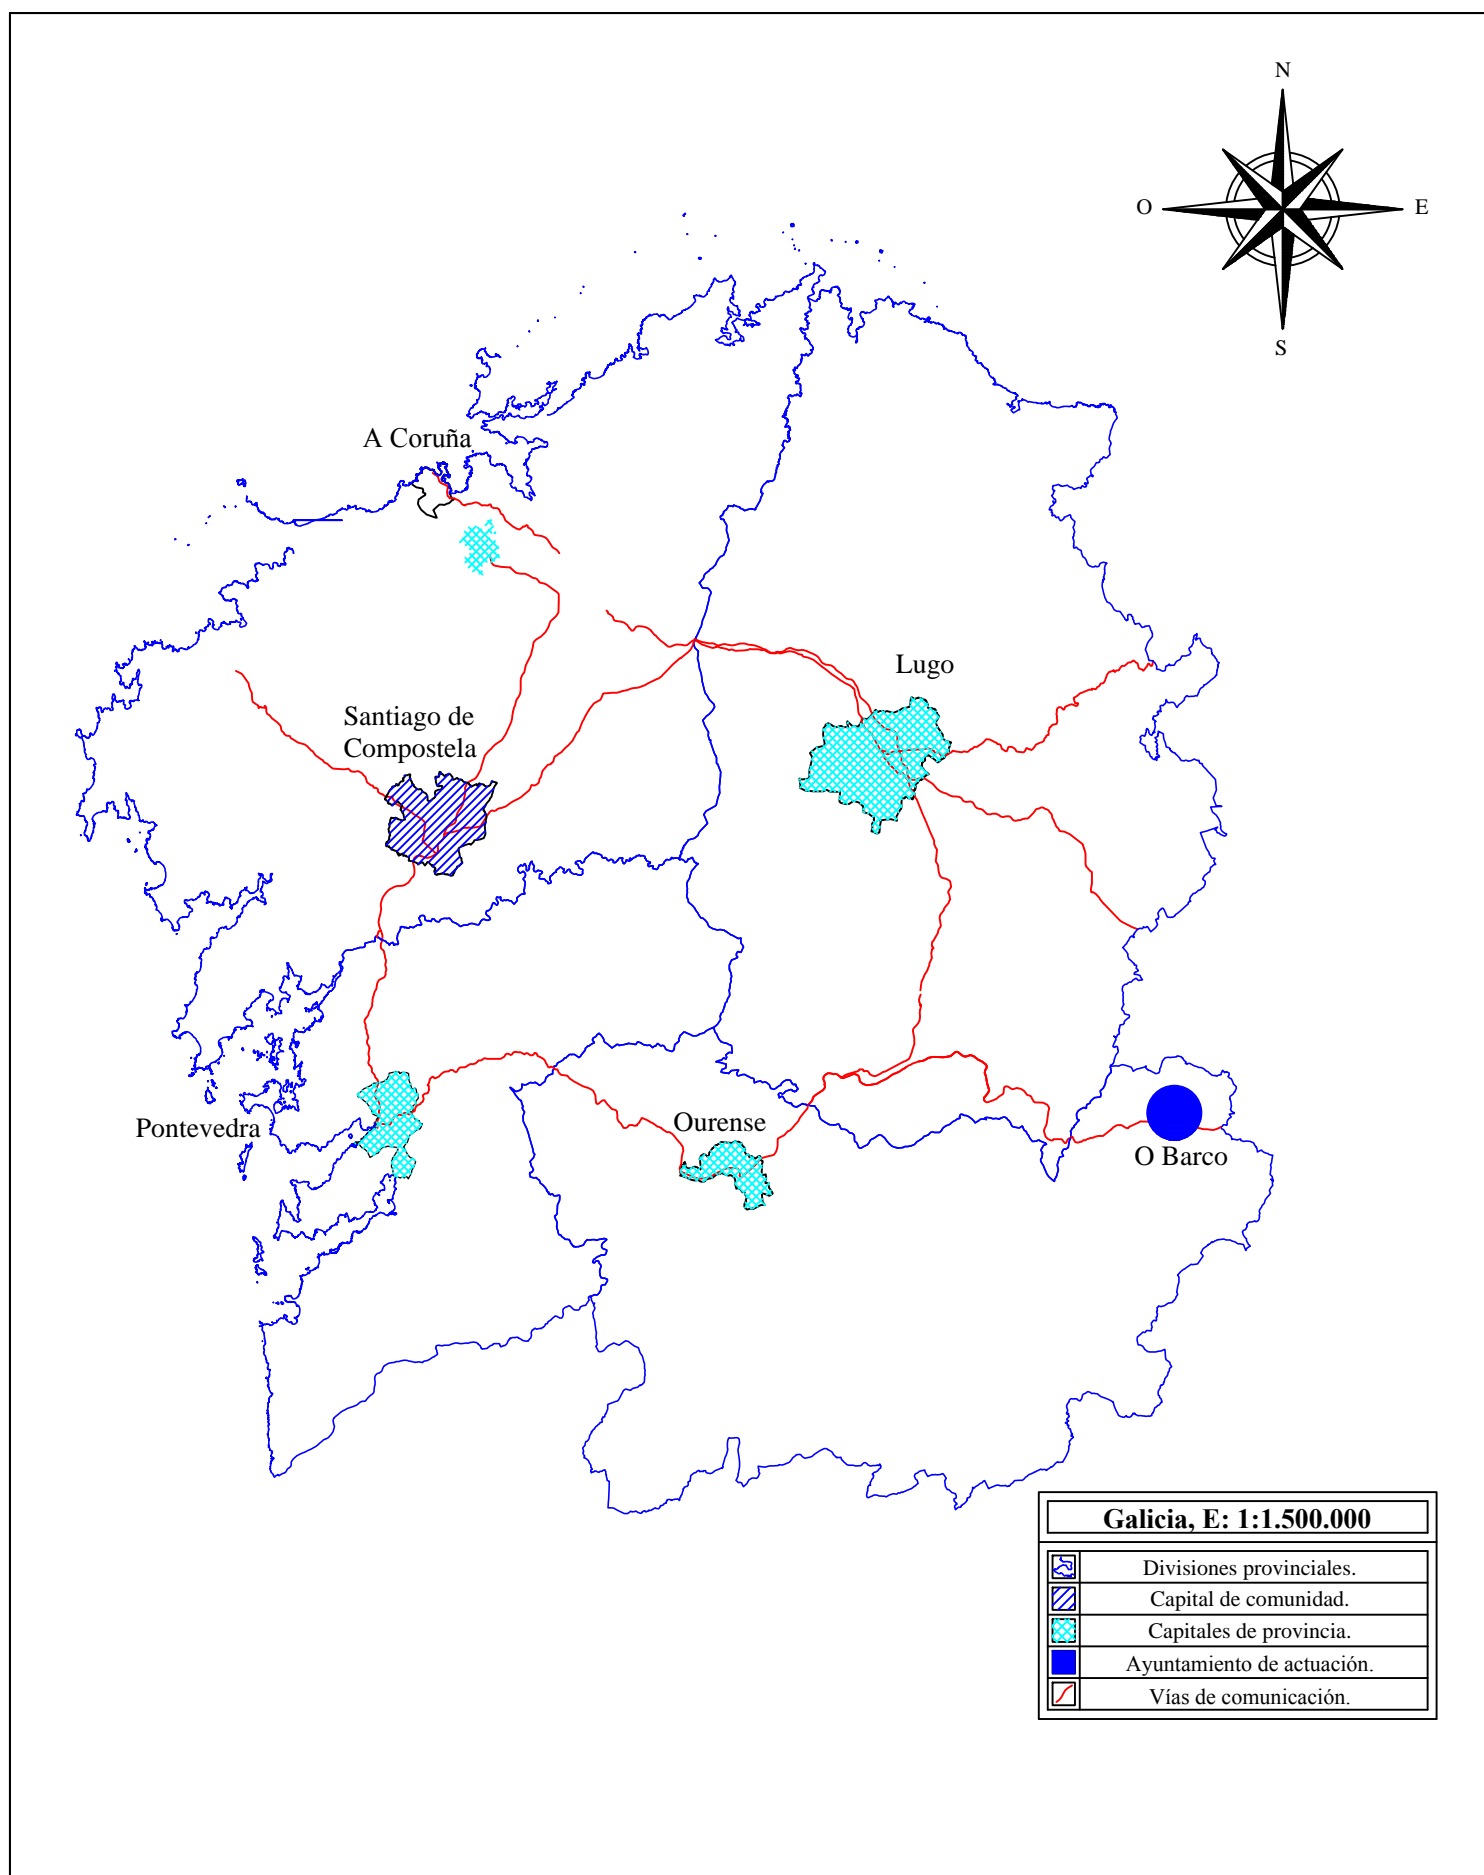 N
O
E
S
A Coruña
Lugo
Santiago de
Compostela
Pontevedra
Ourense
O Barco
Galicia, E: 1:1.500.000
Divisiones provinciales.
Capital de comunidad.
Capitales de provincia.
Ayuntamiento de actuación.
Vías de comunicación.